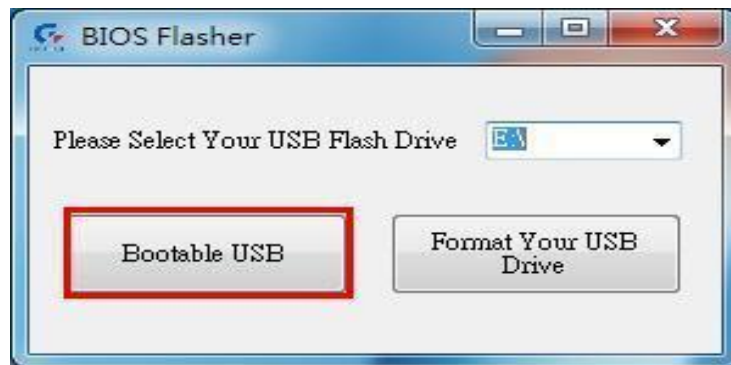 BIOS Flasher
Please Select Your USB Flash Drive E:\
Bootable USB
Format Your USB
Drive